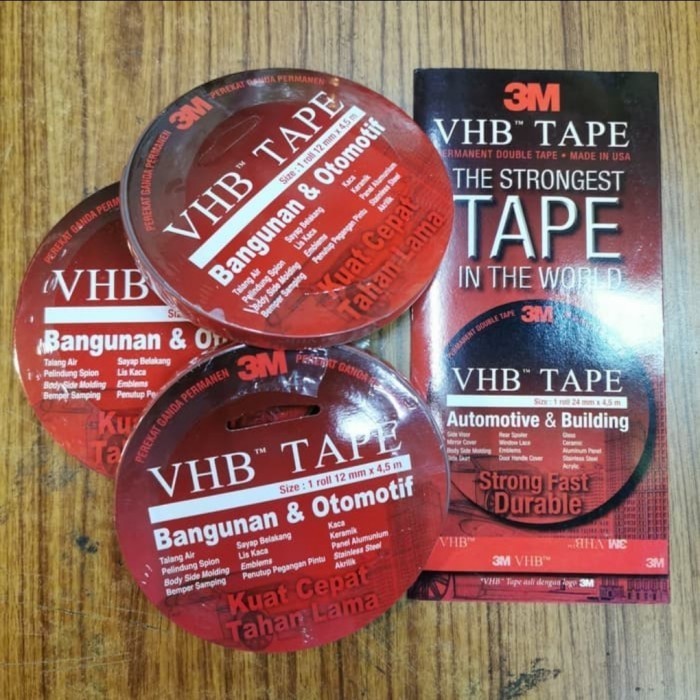 PEREKAT GANDA PERMANEN
3M
PEREKAT GANDA PERMANEN
VHB™ TAPE
Size : 1 roll 12 mm x 4,5 m
Bangunan & Otomotif
Talang Air
Pelindung Spion
Body Side Molding
Bemper Samping
Sayap Belakang
Lis Kaca
Emblems
Penutup Pegangan Pintu
Kaca
Keramik
Panel Alumunium
Stainless Steel
Akrilik
Kuat Cepat
Tahan Lama
PEREKAT GANDA PERMANEN
VHB
Bangunan &
Talang Air
Pelindung Spion
Body Side Molding
Bemper Samping
Sayap Belakang
Lis Kaca
Emblems
Penutup
PEREKAT GANDA PERMANEN
3M
VHB™ TAPE
Size : 1 roll 12 mm x 4,5 m
Bangunan & Otomotif
Talang Air
Pelindung Spion
Body Side Molding
Bemper Samping
Sayap Belakang
Lis Kaca
Emblems
Penutup Pegangan Pintu
Kaca
Keramik
Panel Alumunium
Stainless Steel
Akrilik
Kuat Cepat
Tahan Lama
3M
VHB™ TAPE
PERMANENT DOUBLE TAPE • MADE IN USA
THE STRONGEST
TAPE
IN THE WORLD
PERMANENT DOUBLE TAPE
3M
VHB™ TAPE
Size : 1 roll 24 mm x 4,5 m
Automotive & Building
Side Visor
Mirror Cover
Body Side Molding
Side Skirt
Rear Spoiler
Window Lace
Emblems
Door Handle Cover
Glass
Ceramic
Aluminum Panel
Stainless Steel
Acrylic
Strong Fast
Durable
3M VHB™
3M
"VHB" Tape asli dengan logo 3M